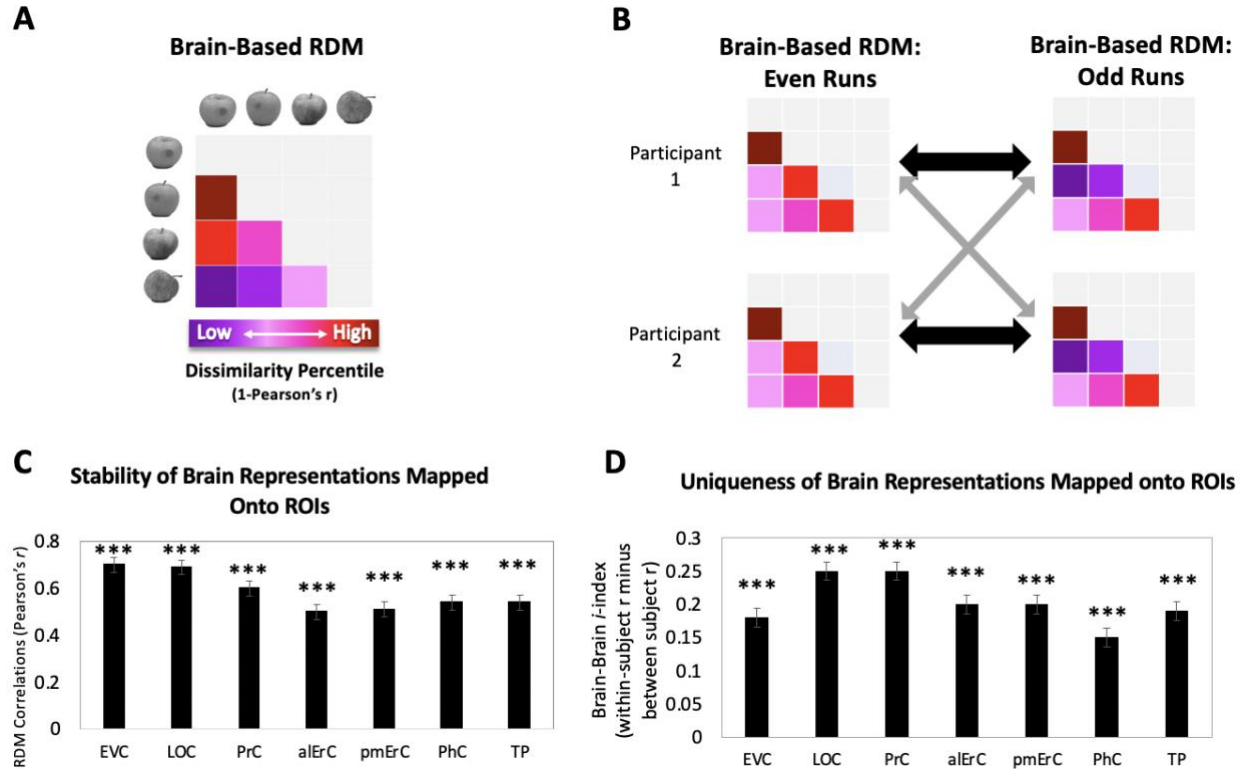 A
Brain-Based RDM
Low
High
Dissimilarity Percentile
(1-Pearson's r)
B
Brain-Based RDM:
Even Runs
Brain-Based RDM:
Odd Runs
Participant
1
Participant
2
C
Stability of Brain Representations Mapped
Onto ROIs
RDM Correlations (Pearson's r)
0.8
0.6
0.4
0.2
0
***
***
***
***
***
***
***
EVC
LOC
PrC
alErC
pmErC
PhC
TP
D
Uniqueness of Brain Representations Mapped onto ROIs
Brain-Brain i-index
(within-subject r minus
between subject r)
0.3
0.25
0.2
0.15
0.1
0.05
0
***
***
***
***
***
***
***
EVC
LOC
PrC
alErC
pmErC
PhC
TP